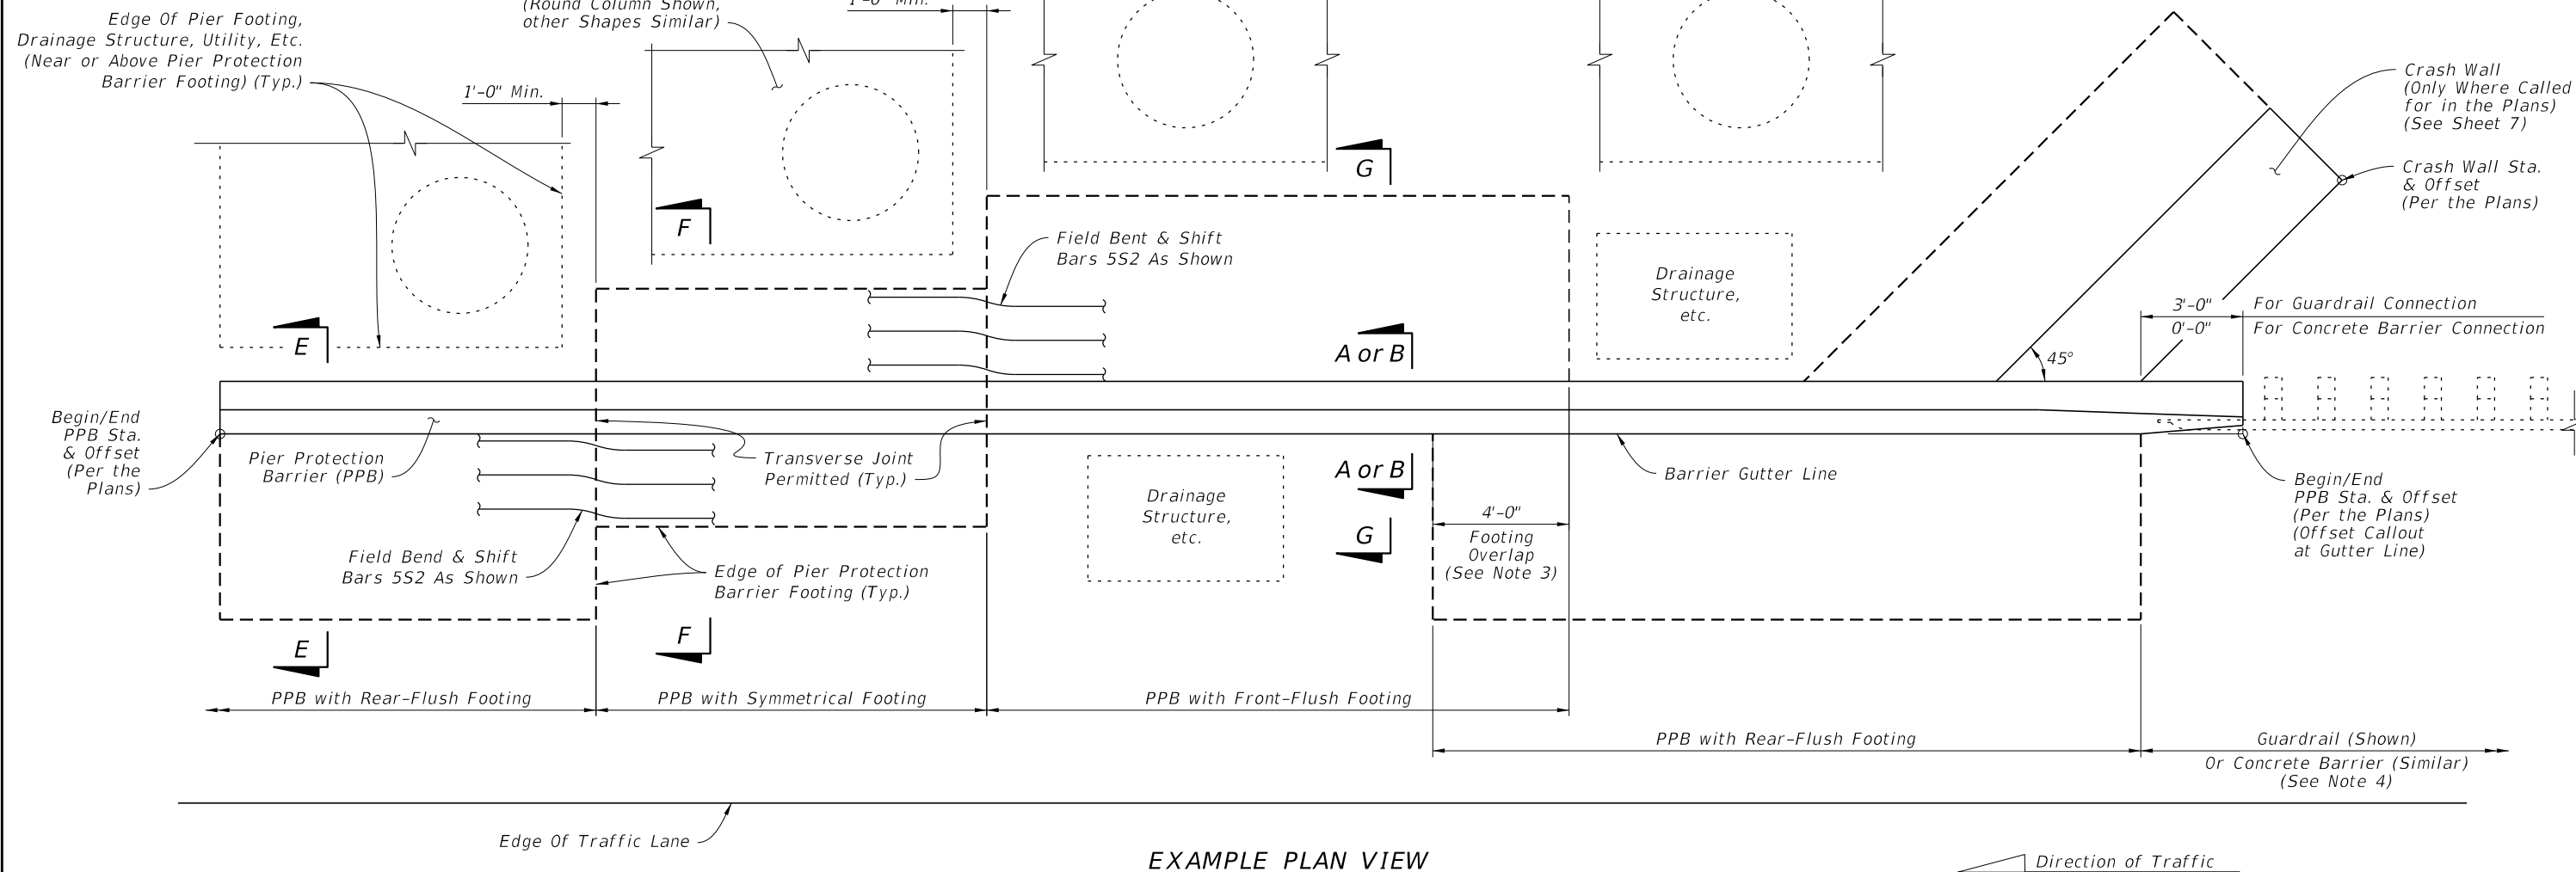 Edge Of Pier Footing,
Drainage Structure, Utility, Etc.
(Near or Above Pier Protection
Barrier Footing) (Typ.)
(Round Column Shown,
other Shapes Similar)
1'-0" Min.
1'-0" Min.
Crash Wall
(Only Where Called
for in the Plans)
(See Sheet 7)
Crash Wall Sta.
& Offset
(Per the Plans)
G
F
E
Field Bent & Shift
Bars 5S2 As Shown
Drainage
Structure,
etc.
3'-0"
For Guardrail Connection
0'-0"
For Concrete Barrier Connection
A or B
45°
Begin/End
PPB Sta.
& Offset
(Per the
Plans)
Pier Protection
Barrier (PPB)
Transverse Joint
Permitted (Typ.)
A or B
Barrier Gutter Line
Drainage
Structure,
etc.
4'-0"
Footing
Overlap
(See Note 3)
G
Begin/End
PPB Sta. & Offset
(Per the Plans)
(Offset Callout
at Gutter Line)
Field Bend & Shift
Bars 5S2 As Shown
Edge of Pier Protection
Barrier Footing (Typ.)
E
F
PPB with Rear-Flush Footing
PPB with Symmetrical Footing
PPB with Front-Flush Footing
PPB with Rear-Flush Footing
Guardrail (Shown)
Or Concrete Barrier (Similar)
(See Note 4)
Edge Of Traffic Lane
EXAMPLE PLAN VIEW
Direction of Traffic